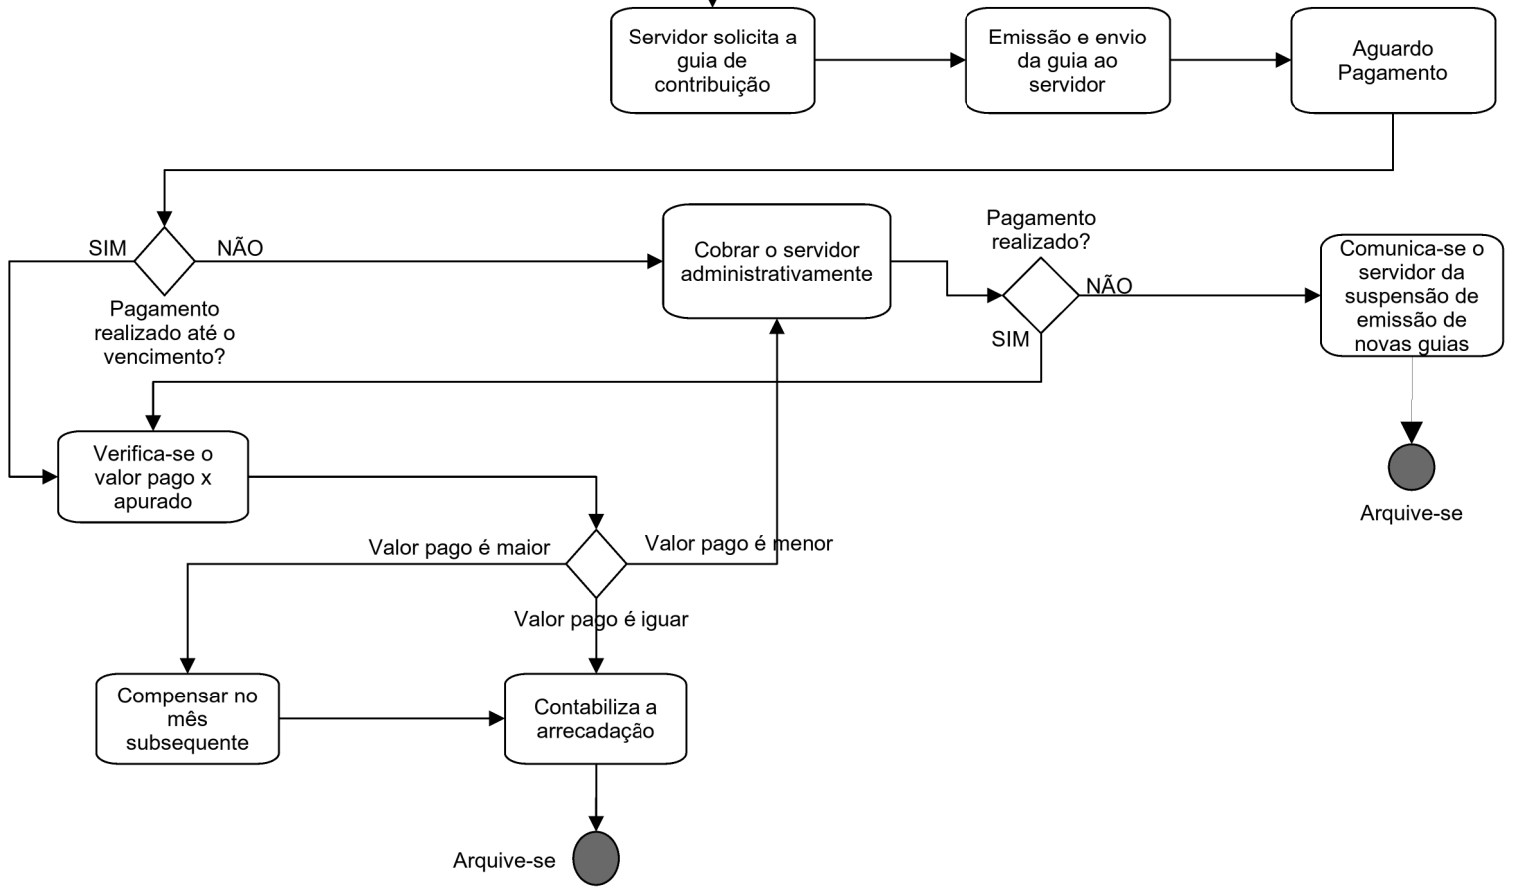 Servidor solicita a
guia de
contribuição
Emissão e envio
da guia ao
servidor
Aguardo
Pagamento
SIM
NÃO
Pagamento
realizado até o
vencimento?
Cobrar o servidor
administrativamente
Pagamento
realizado?
NÃO
SIM
Comunica-se o
servidor da
suspensão de
emissão de
novas guias
Arquive-se
Verifica-se o
valor pago x
apurado
Valor pago é maior
Valor pago é menor
Valor pago é iguar
Compensar no
mês
subsequente
Contabiliza a
arrecadação
Arquive-se